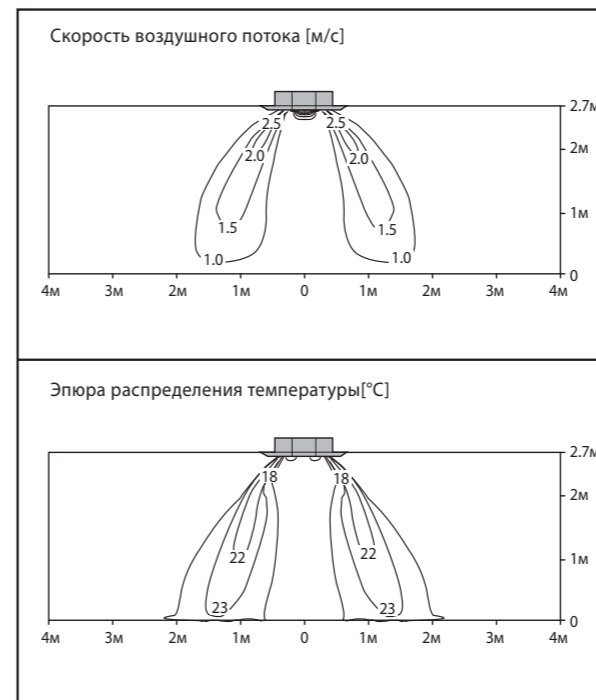 Скорость воздушного потока [м/с]
2.5 2.5
2.0 2.0
1.5 1.5
1.0 1.0
2.7м
2м
1м
0
4м 3м 2м 1м 0 1м 2м 3м 4м
Эпюра распределения температуры[°C]
18 18
22 22
23 23
2.7м
2м
1м
0
4м 3м 2м 1м 0 1м 2м 3м 4м